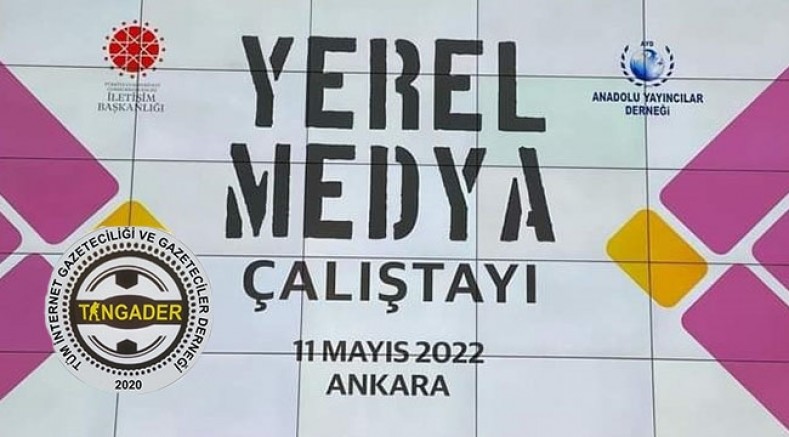 İLETİŞİM
BAŞKANLIĞI
YEREL
MEDYA
ÇALIŞTAYI
11 MAYIS 2022
ANKARA
AYD
ANADOLU YAYINCILAR
DERNEĞİ
TÜM İNTERNET GAZETECİLİĞİ VE GAZETECİLER DERNEĞİ
TİNGADER
2020